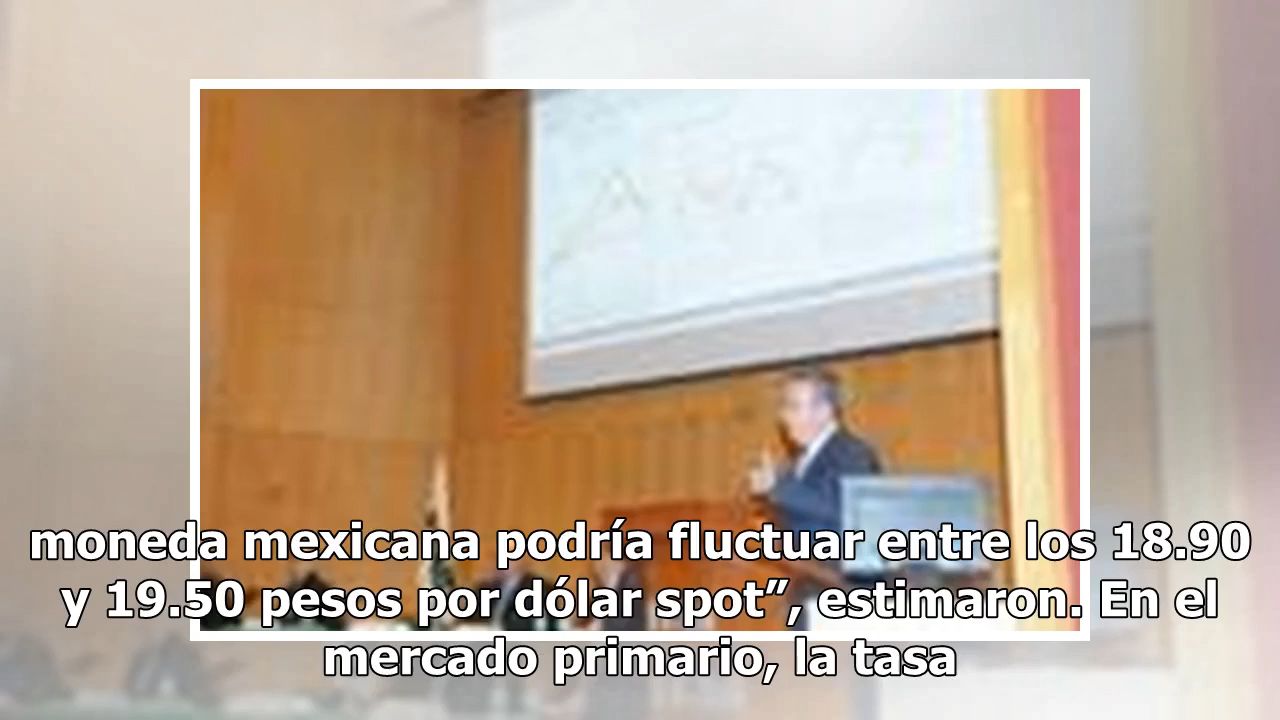 moneda mexicana podría fluctuar entre los 18.90
y 19.50 pesos por dólar spot”, estimaron. En el
mercado primario, la tasa